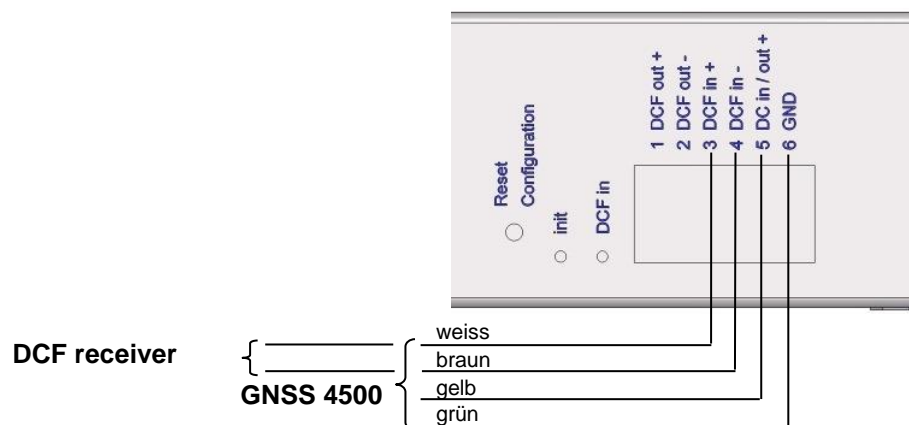 1 DCF out +
2 DCF out -
3 DCF in +
4 DCF in -
5 DC in / out +
6 GND
Reset
Configuration
init
DCF in
weiss
DCF receiver
braun
GNSS 4500
gelb
grün